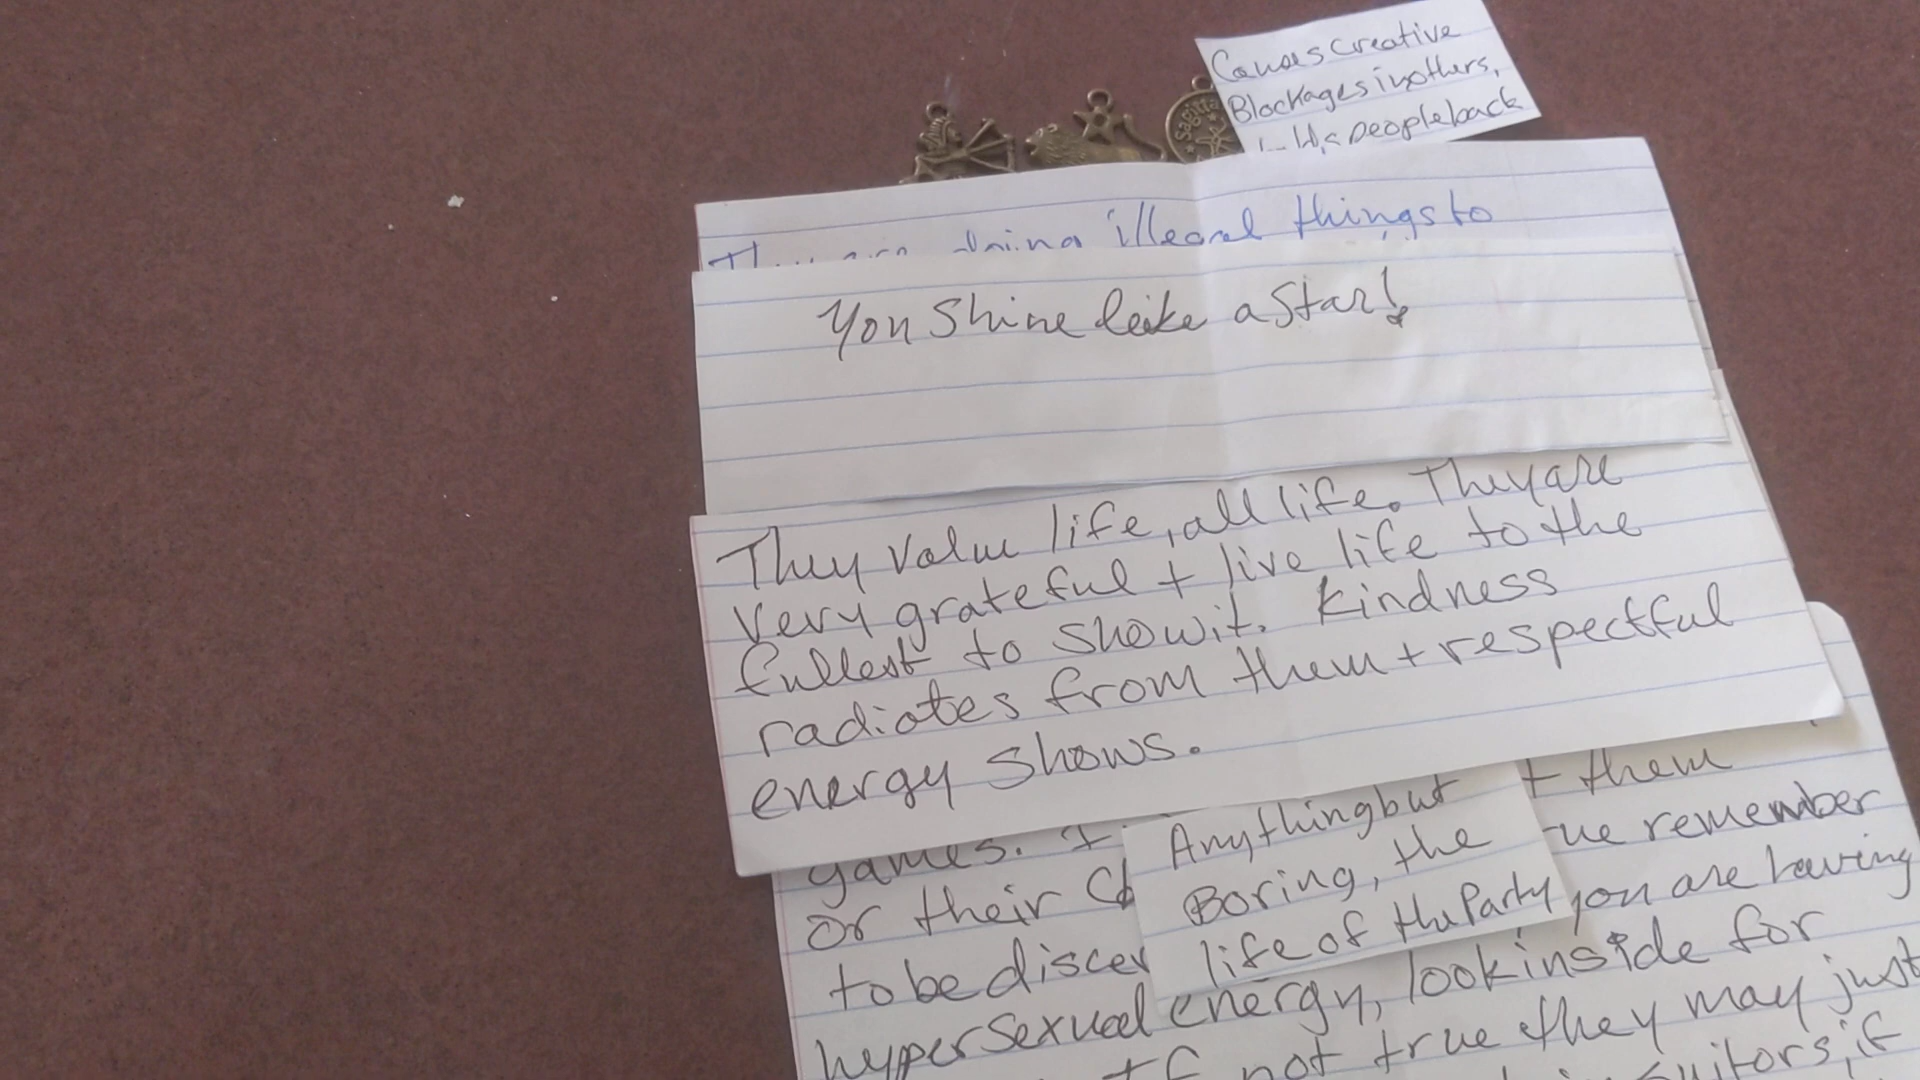 Causes Creative
Blockages in others,
people back
Sagitta
illegal things to
You Shine like a Star!
They value life, all life. They are
very grateful + live life to the
fullest to show it. Kindness
radiates from them + respectful
energy shows.
+ them
games. I
Anything but
Boring, the
life of the Party
remember
or their
you are having
to be discer
hypersexual energy, look inside for
If not true they may just
suitors, if